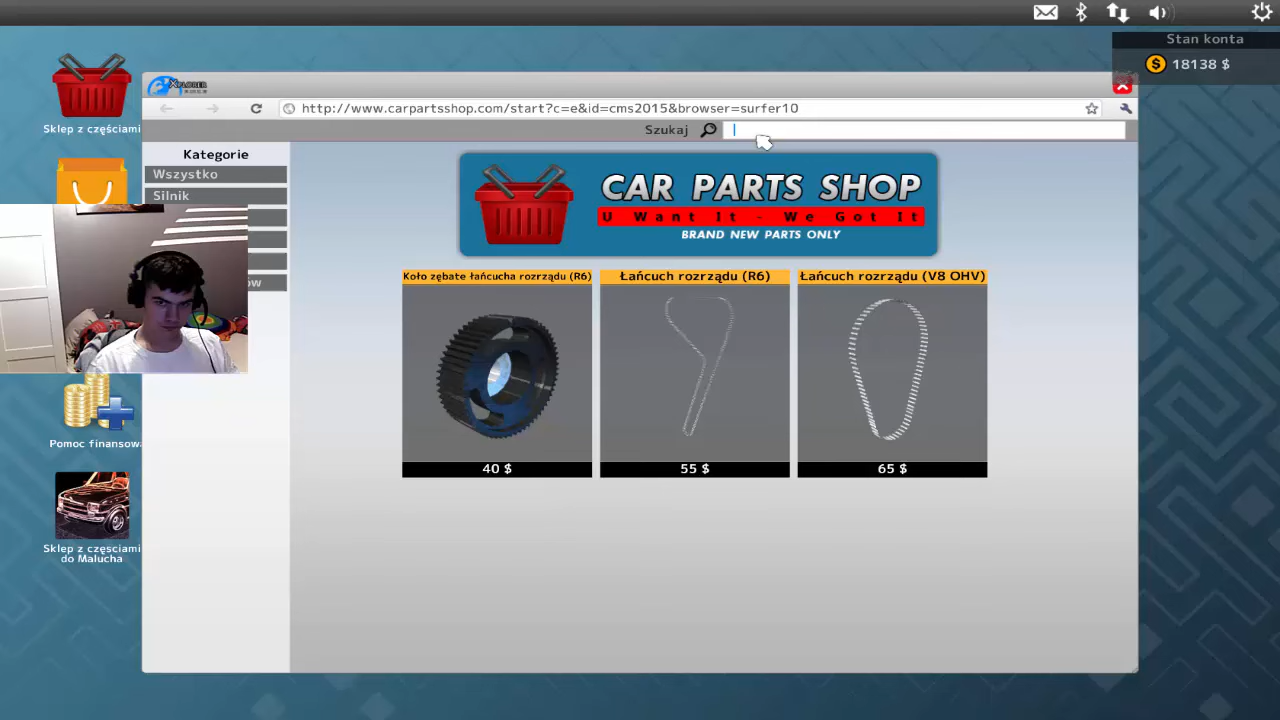 Stan konta
18138 $
Sklep z częściami
EXPLORER
http://www.carpartsshop.com/start?c=e&id=cms2015&browser=surfer10
Szukaj
Kategorie
Wszystko
Silnik
ów
CAR PARTS SHOP
U Want It - We Got It
BRAND NEW PARTS ONLY
Koło zębate łańcucha rozrządu (R6)
Łańcuch rozrządu (R6)
Łańcuch rozrządu (V8 OHV)
40 $
55 $
65 $
Pomoc finansowa
Sklep z częsciami
do Malucha